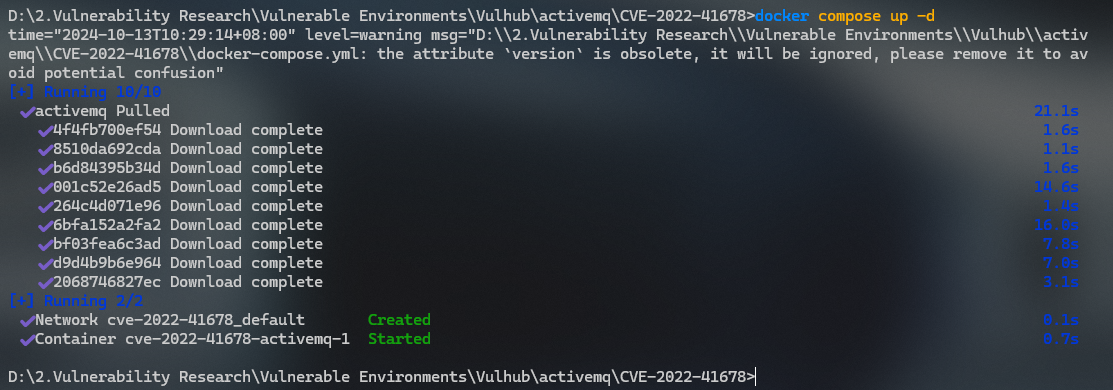 D:\2.Vulnerability Research\Vulnerable Environments\Vulhub\activemq\CVE-2022-41678>docker compose up -d
time="2024-10-13T10:29:14+08:00" level=warning msg="D:\\2.Vulnerability Research\\Vulnerable Environments\\Vulhub\\activ
emq\\CVE-2022-41678\\docker-compose.yml: the attribute `version` is obsolete, it will be ignored, please remove it to av
oid potential confusion"
[+] Running 10/10
✔activemq Pulled 21.1s
✔4f4fb700ef54 Download complete 1.6s
✔8510da692cda Download complete 1.1s
✔b6d84395b34d Download complete 1.6s
✔001c52e26ad5 Download complete 14.6s
✔264c4d071e96 Download complete 1.4s
✔6bfa152a2fa2 Download complete 16.0s
✔bf03fea6c3ad Download complete 7.8s
✔d9d4b9b6e964 Download complete 7.0s
✔2068746827ec Download complete 3.1s
[+] Running 2/2
✔Network cve-2022-41678_default Created 0.1s
✔Container cve-2022-41678-activemq-1 Started 0.7s
D:\2.Vulnerability Research\Vulnerable Environments\Vulhub\activemq\CVE-2022-41678>